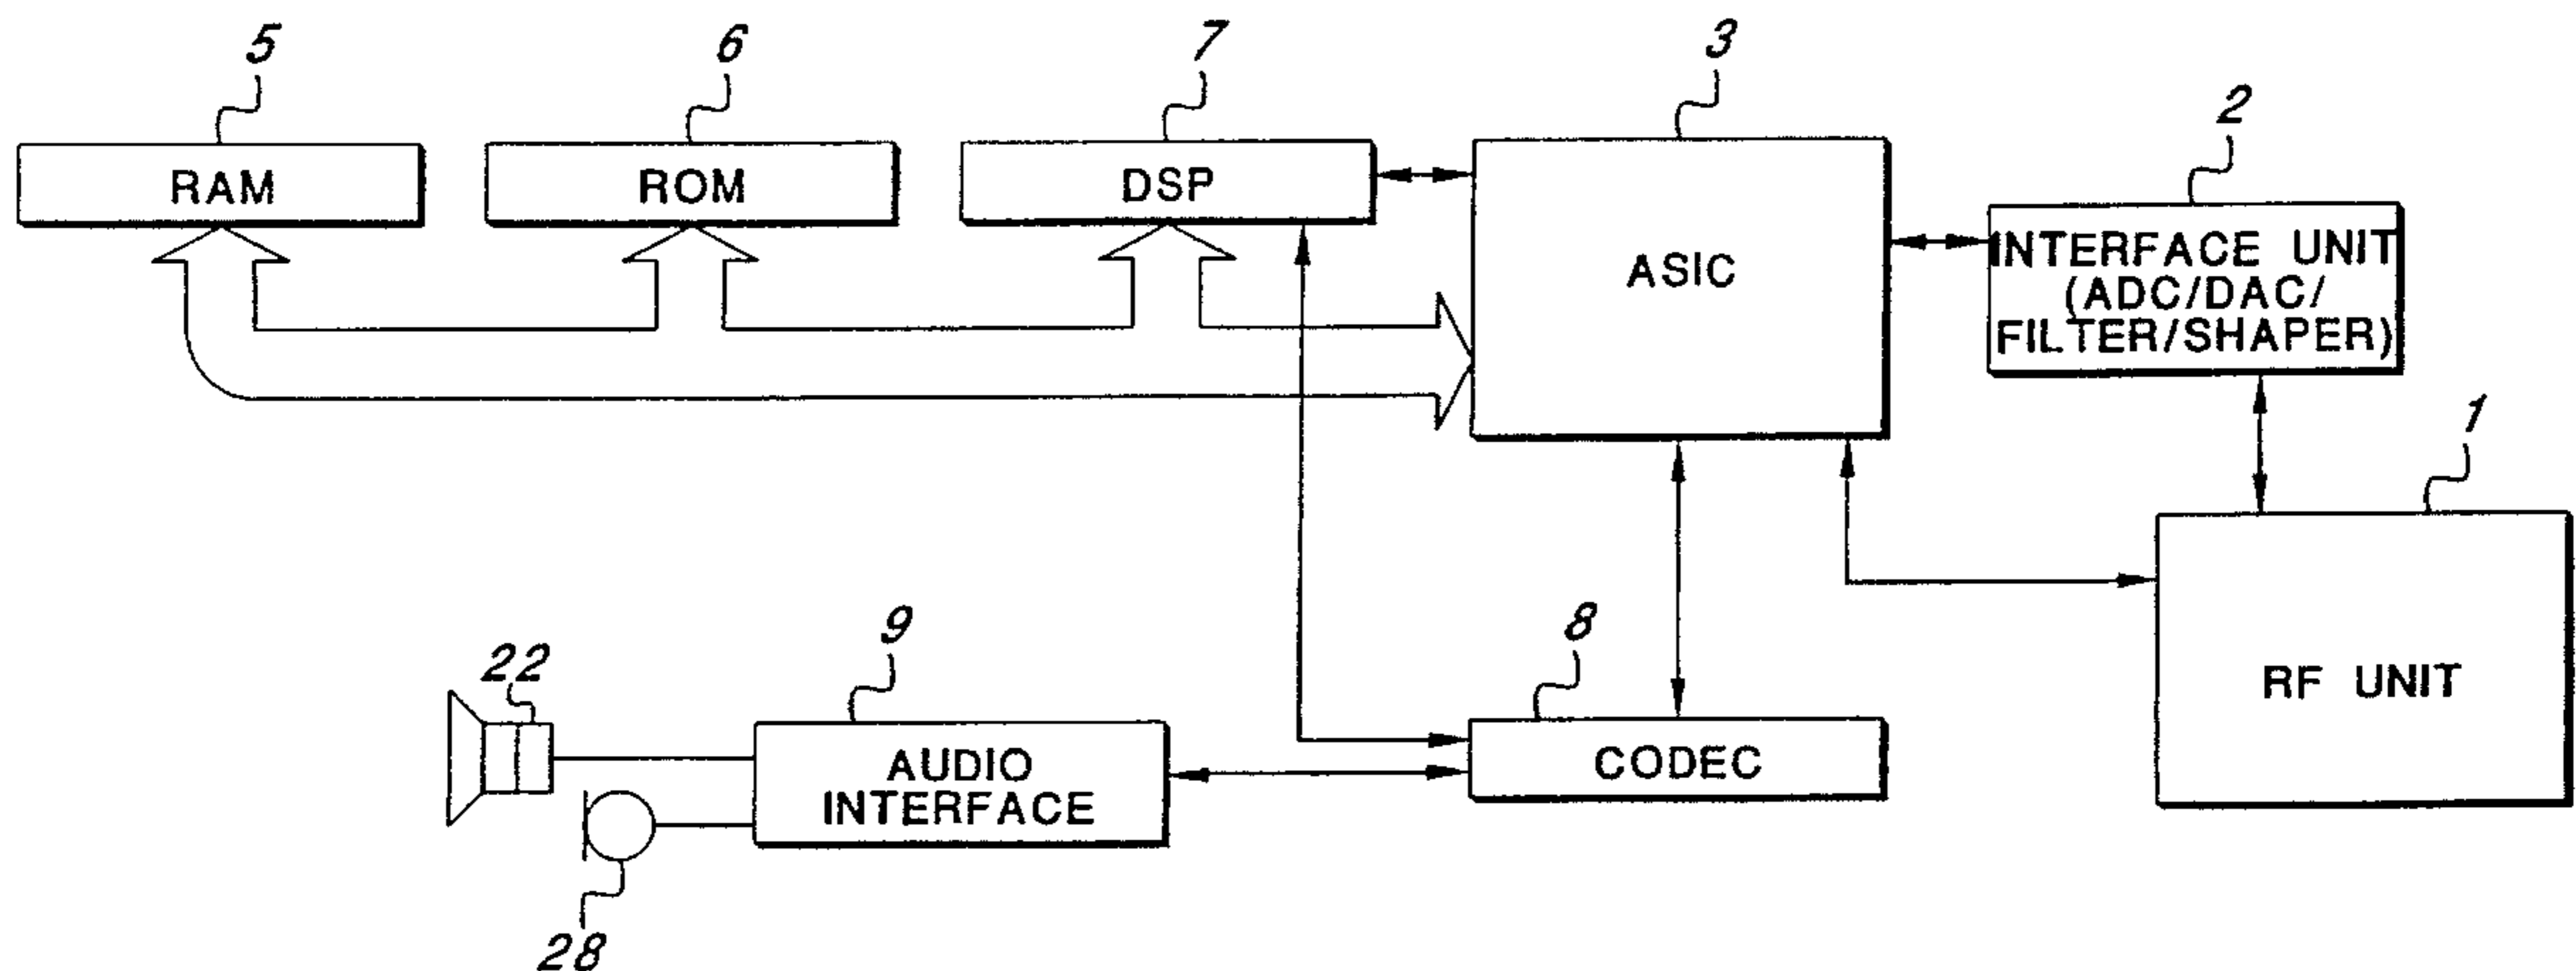 5
6
7
3
2
RAM
ROM
DSP
ASIC
INTERFACE UNIT
(ADC/DAC/
FILTER/SHAPER)
1
RF UNIT
22
9
8
AUDIO
INTERFACE
CODEC
28